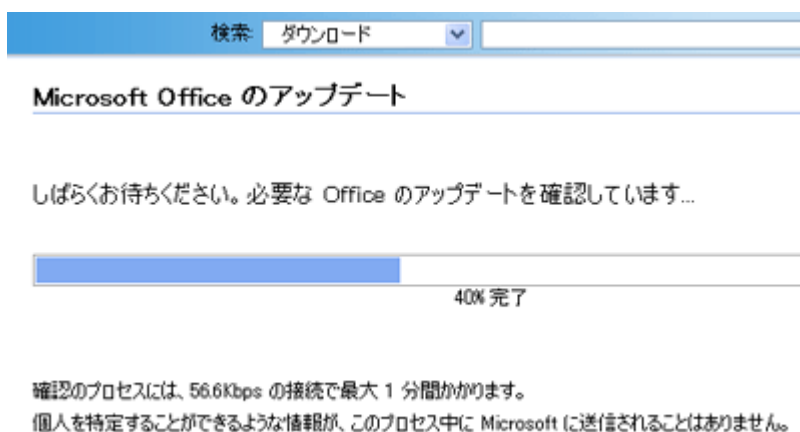 検索: ダウンロード
Microsoft Office のアップデート
しばらくお待ちください。必要な Office のアップデートを確認しています...
40% 完了
確認のプロセスには、56.6Kbps の接続で最大 1 分間かかります。
個人を特定することができるような情報が、このプロセス中に Microsoft に送信されることはありません。